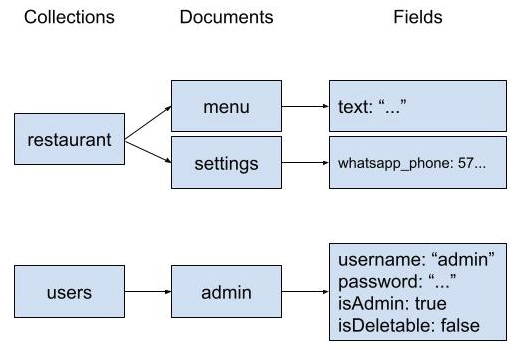 Collections Documents Fields
menu text: “...”
restaurant
settings whatsapp_phone: 57...
username: “admin”
password: “...”
users admin
isAdmin: true
isDeletable: false